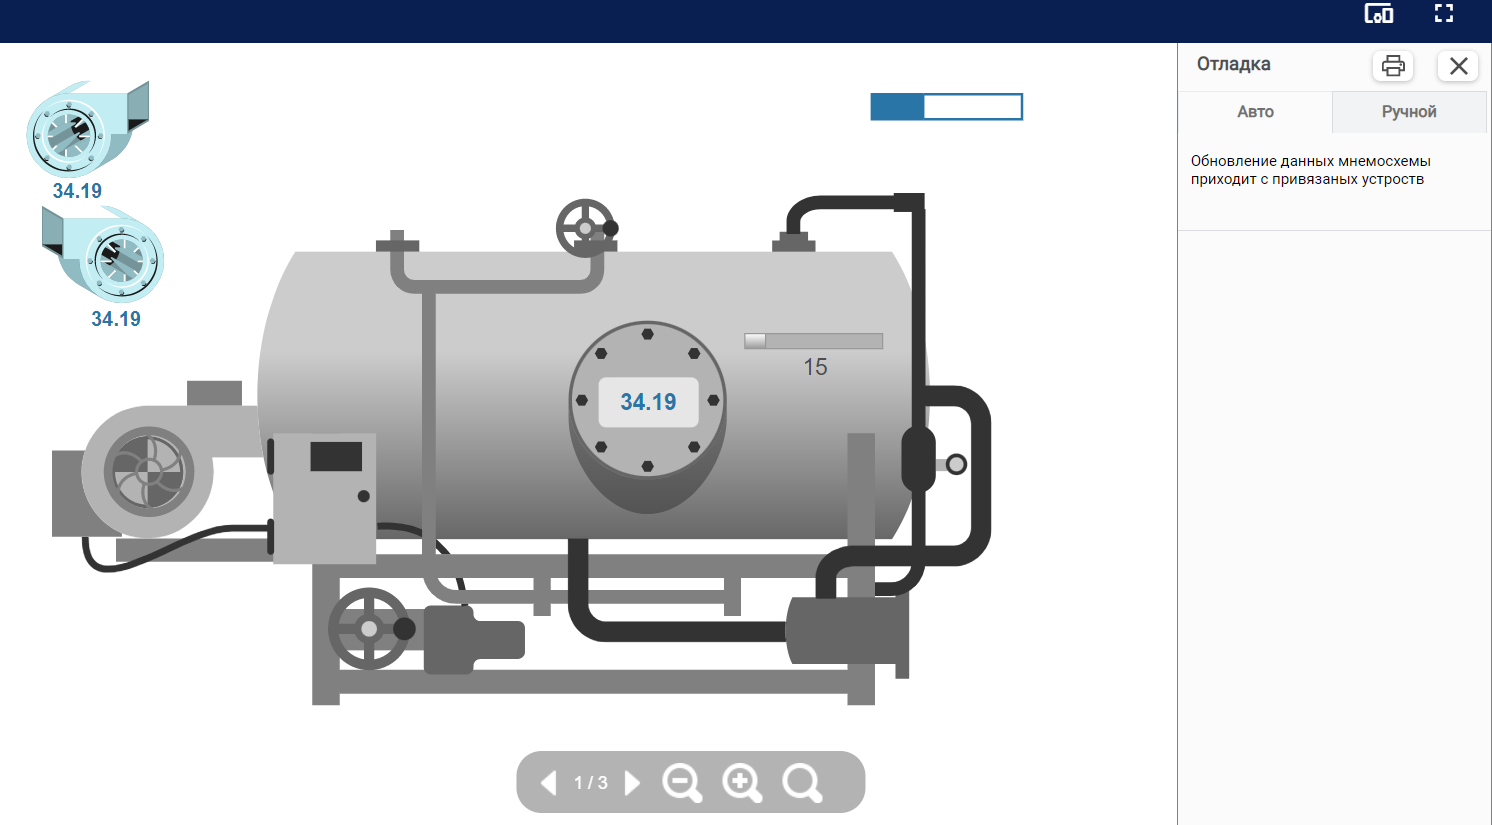 Отладка
Авто
Ручной
Обновление данных мнемосхемы
приходит с привязаных устроств
34.19
34.19
34.19
15
1 / 3